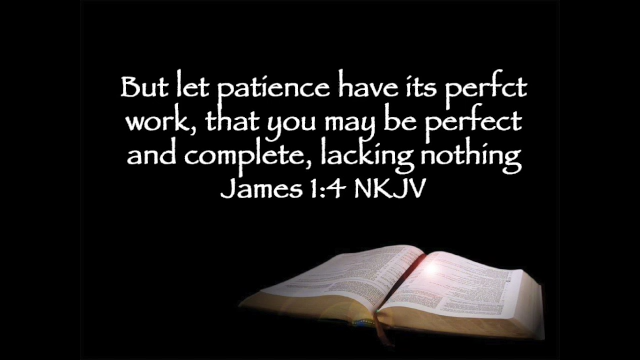 But let patience have its perfct
work, that you may be perfect
and complete, lacking nothing
James 1:4 NKJV